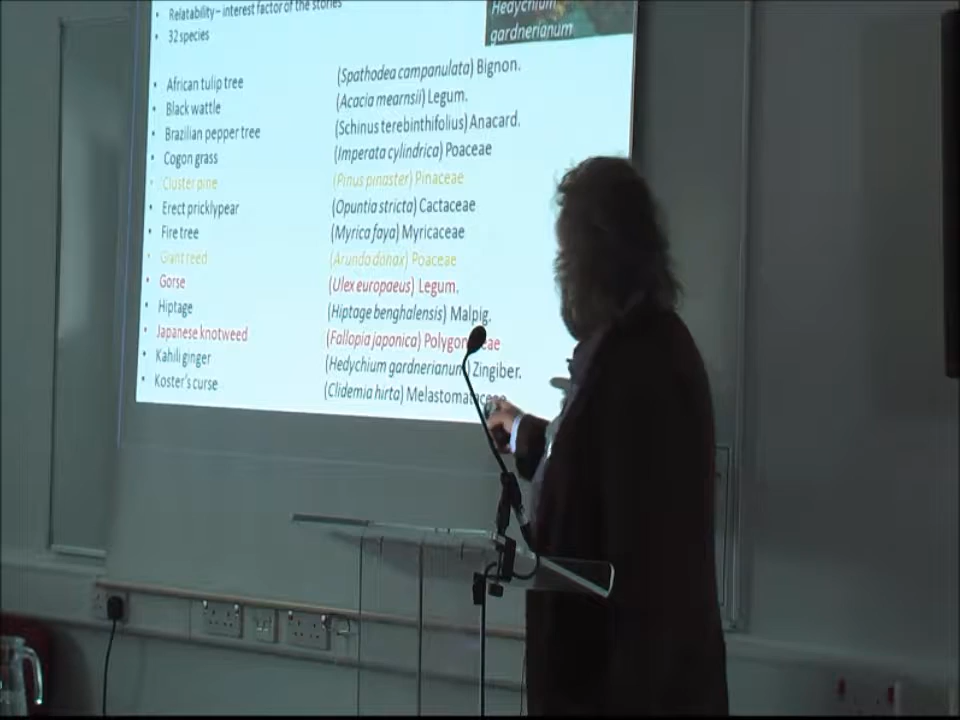 • Relatability – interest factor of the stories
• 32 species
Hedychium
gardnerianum
• African tulip tree (Spathodea campanulata) Bignon.
• Black wattle (Acacia mearnsii) Legum.
• Brazilian pepper tree (Schinus terebinthifolius) Anacard.
• Cogon grass (Imperata cylindrica) Poaceae
• Cluster pine (Pinus pinaster) Pinaceae
• Erect pricklypear (Opuntia stricta) Cactaceae
• Fire tree (Myrica faya) Myricaceae
• Giant reed (Arundo donax) Poaceae
• Gorse (Ulex europaeus) Legum.
• Hiptage (Hiptage benghalensis) Malpig.
• Japanese knotweed (Fallopia japonica)
• Kahili ginger (Hedychium gardnerianum) Zingiber.
• Koster's curse (Clidemia hirta)